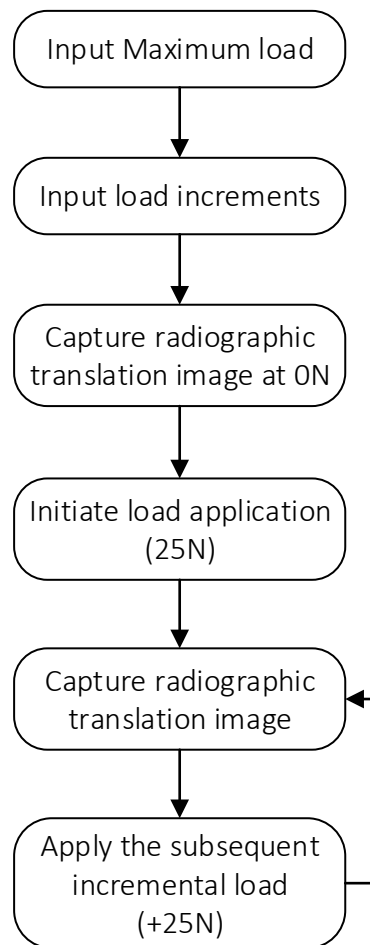 Input Maximum load
Input load increments
Capture radiographic
translation image at 0N
Initiate load application
(25N)
Capture radiographic
translation image
Apply the subsequent
incremental load
(+25N)